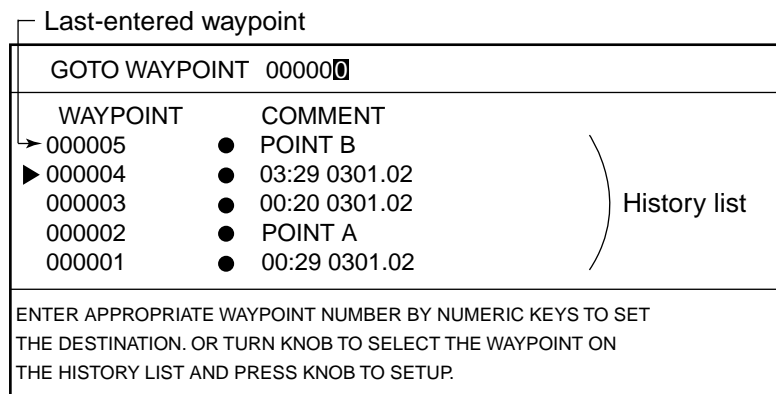 Last-entered waypoint
GOTO WAYPOINT 000000
WAYPOINT COMMENT
000005 ● POINT B
▶ 000004 ● 03:29 0301.02
000003 ● 00:20 0301.02
History list
000002 ● POINT A
000001 ● 00:29 0301.02
ENTER APPROPRIATE WAYPOINT NUMBER BY NUMERIC KEYS TO SET
THE DESTINATION. OR TURN KNOB TO SELECT THE WAYPOINT ON
THE HISTORY LIST AND PRESS KNOB TO SETUP.